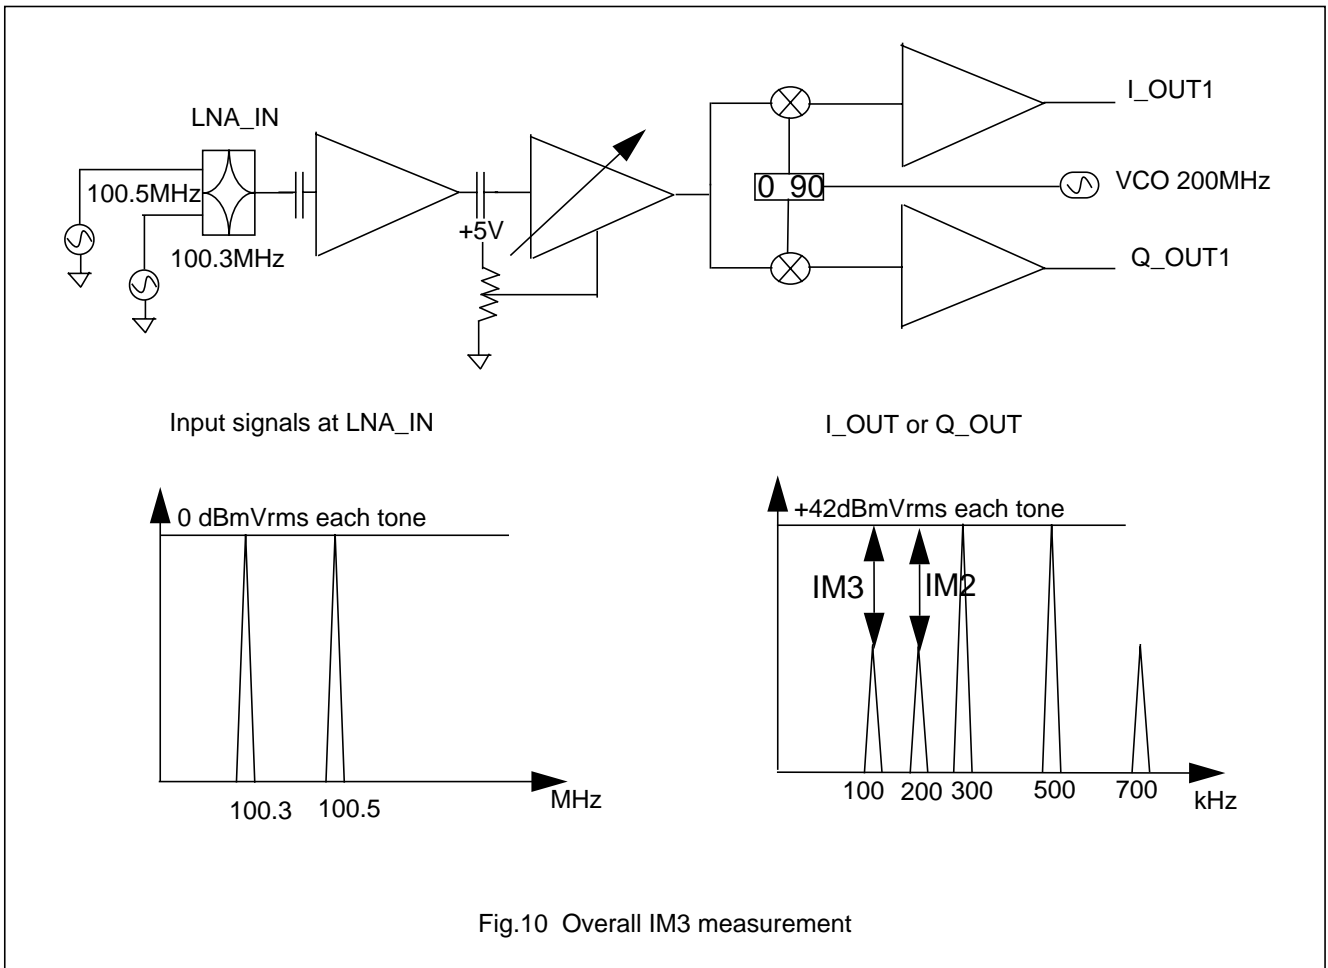 LNA_IN
I_OUT1
100.5MHz
0 90
VCO 200MHz
+5V
100.3MHz
Q_OUT1
Input signals at LNA_IN
I_OUT or Q_OUT
0 dBmVrms each tone
+42dBmVrms each tone
IM3
IM2
100.3
100.5
MHz
100
200
300
500
700
kHz
Fig.10 Overall IM3 measurement